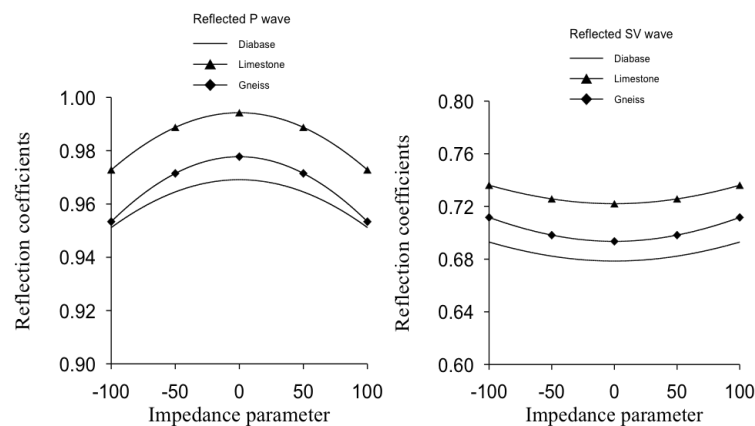 Reflected P wave
Diabase
Limestone
Gneiss
1.00
0.98
0.96
0.94
0.92
0.90
Reflection coefficients
-100
-50
0
50
100
Impedance parameter
Reflected SV wave
Diabase
Limestone
Gneiss
0.80
0.76
0.72
0.68
0.64
0.60
Reflection coefficients
-100
-50
0
50
100
Impedance parameter